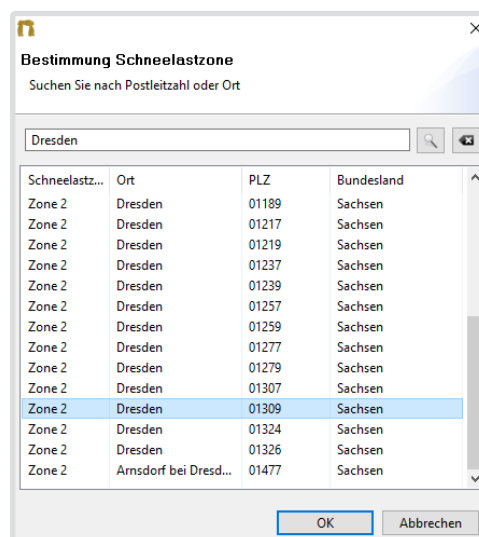 Bestimmung Schneelastzone
Suchen Sie nach Postleitzahl oder Ort
Dresden
Schneelastz... Ort PLZ Bundesland
Zone 2 Dresden 01189 Sachsen
Zone 2 Dresden 01217 Sachsen
Zone 2 Dresden 01219 Sachsen
Zone 2 Dresden 01237 Sachsen
Zone 2 Dresden 01239 Sachsen
Zone 2 Dresden 01257 Sachsen
Zone 2 Dresden 01259 Sachsen
Zone 2 Dresden 01277 Sachsen
Zone 2 Dresden 01279 Sachsen
Zone 2 Dresden 01307 Sachsen
Zone 2 Dresden 01309 Sachsen
Zone 2 Dresden 01324 Sachsen
Zone 2 Dresden 01326 Sachsen
Zone 2 Arnsdorf bei Dresd... 01477 Sachsen
OK Abbrechen